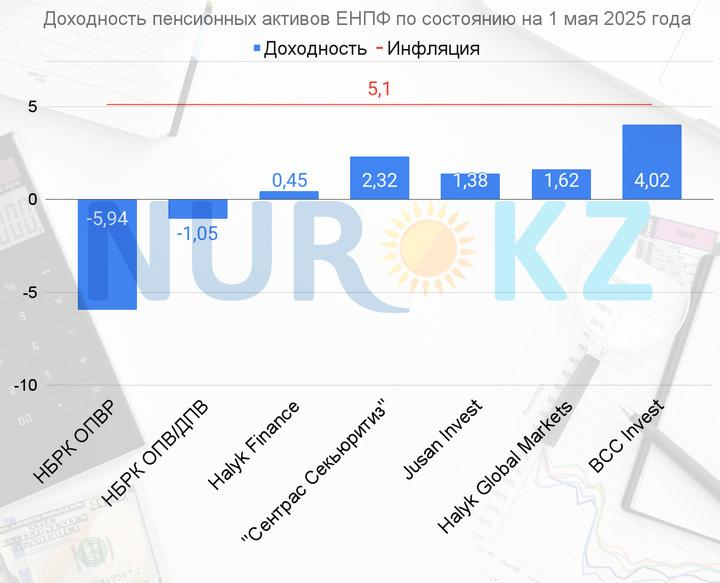 Доходность пенсионных активов ЕНПФ по состоянию на 1 мая 2025 года
Доходность Инфляция
5,1
5
0,45
2,32
1,38
1,62
4,02
0
-5,94
-1,05
NUR KZ
-5
-10
НБРК ОПВР
НБРК ОПВ/ДПВ
Halyk Finance
"Сентрас Секьюритиз"
Jusan Invest
Halyk Global Markets
BCC Invest